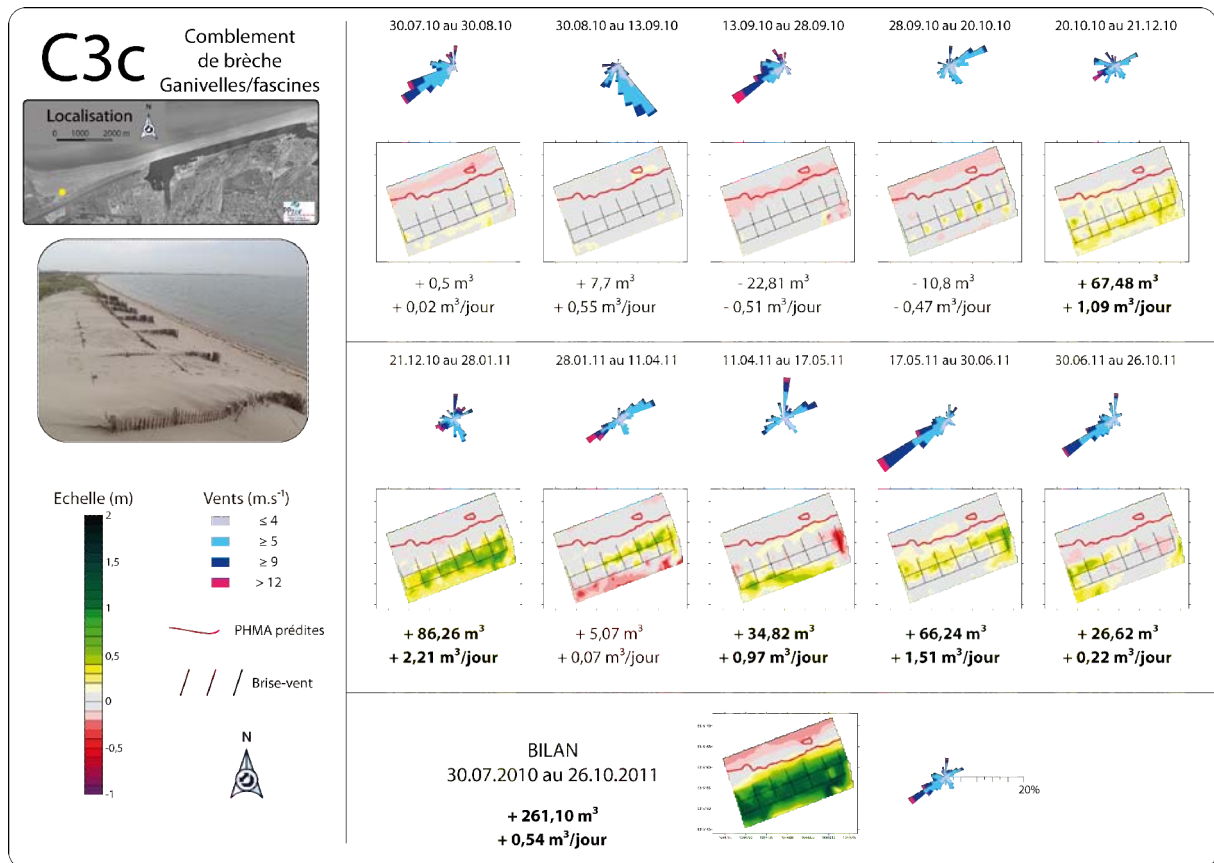 C3c
Comblement
de brèche
Ganivelles/fascines
Localisation
N
0 1000 2000 m
Echelle (m)
2
1,5
1
0,5
0
-0,5
-1
Vents (m.s⁻¹)
≤ 4
≥ 5
≥ 9
> 12
PHMA prédites
Brise-vent
N
30.07.10 au 30.08.10
+ 0,5 m³
+ 0,02 m³/jour
30.08.10 au 13.09.10
+ 7,7 m³
+ 0,55 m³/jour
13.09.10 au 28.09.10
- 22,81 m³
- 0,51 m³/jour
28.09.10 au 20.10.10
- 10,8 m³
- 0,47 m³/jour
20.10.10 au 21.12.10
+ 67,48 m³
+ 1,09 m³/jour
21.12.10 au 28.01.11
+ 86,26 m³
+ 2,21 m³/jour
28.01.11 au 11.04.11
+ 5,07 m³
+ 0,07 m³/jour
11.04.11 au 17.05.11
+ 34,82 m³
+ 0,97 m³/jour
17.05.11 au 30.06.11
+ 66,24 m³
+ 1,51 m³/jour
30.06.11 au 26.10.11
+ 26,62 m³
+ 0,22 m³/jour
BILAN
30.07.2010 au 26.10.2011
+ 261,10 m³
+ 0,54 m³/jour
20%